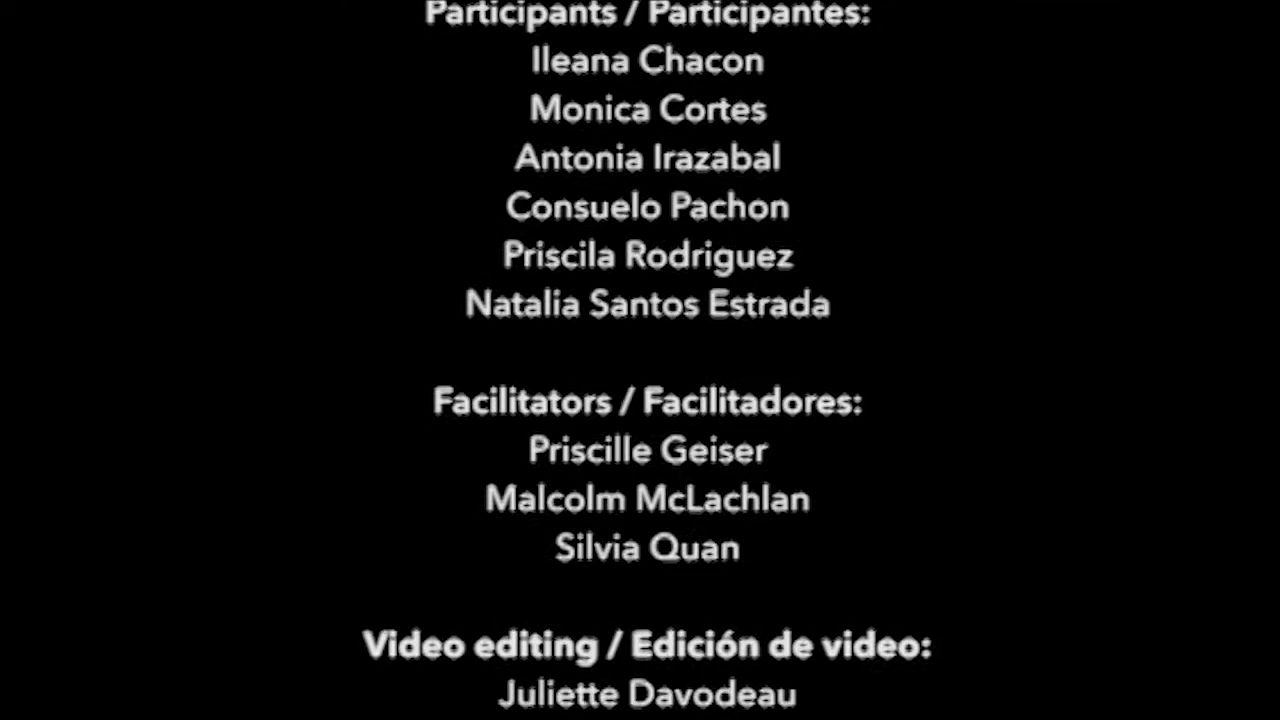 Participants / Participantes:
Ileana Chacon
Monica Cortes
Antonia Irazabal
Consuelo Pachon
Priscila Rodriguez
Natalia Santos Estrada
Facilitators / Facilitadores:
Priscille Geiser
Malcolm McLachlan
Silvia Quan
Video editing / Edición de video:
Juliette Davodeau